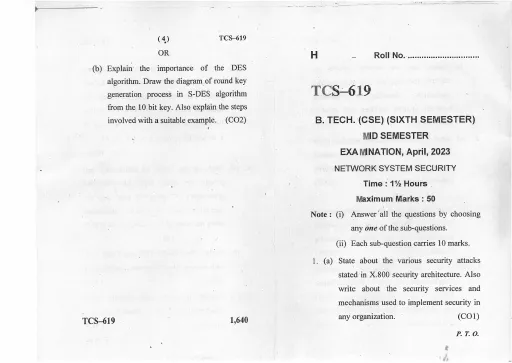 (4) TCS–619
OR
(b) Explain the importance of the DES
algorithm. Draw the diagram of round key
generation process in S-DES algorithm
from the 10 bit key. Also explain the steps
involved with a suitable example. (CO2)
TCS–619 1,640
H Roll No. ..............................
TCS–619
B. TECH. (CSE) (SIXTH SEMESTER)
MID SEMESTER
EXAMINATION, April, 2023
NETWORK SYSTEM SECURITY
Time : 1½ Hours
Maximum Marks : 50
Note : (i) Answer all the questions by choosing
any one of the sub-questions.
(ii) Each sub-question carries 10 marks.
1. (a) State about the various security attacks
stated in X.800 security architecture. Also
write about the security services and
mechanisms used to implement security in
any organization. (CO1)
P. T. O.